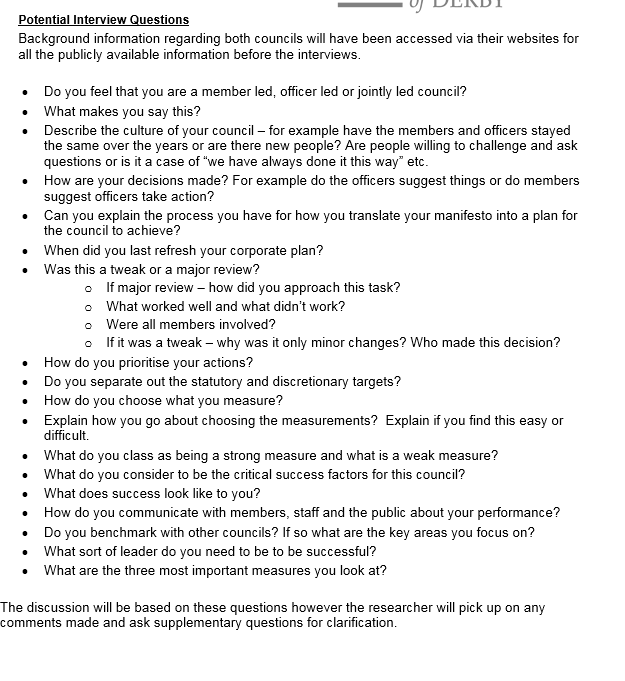 of DERBY
Potential Interview Questions
Background information regarding both councils will have been accessed via their websites for
all the publicly available information before the interviews.
• Do you feel that you are a member led, officer led or jointly led council?
• What makes you say this?
• Describe the culture of your council – for example have the members and officers stayed
the same over the years or are there new people? Are people willing to challenge and ask
questions or is it a case of “we have always done it this way” etc.
• How are your decisions made? For example do the officers suggest things or do members
suggest officers take action?
• Can you explain the process you have for how you translate your manifesto into a plan for
the council to achieve?
• When did you last refresh your corporate plan?
• Was this a tweak or a major review?
o If major review – how did you approach this task?
o What worked well and what didn’t work?
o Were all members involved?
o If it was a tweak – why was it only minor changes? Who made this decision?
• How do you prioritise your actions?
• Do you separate out the statutory and discretionary targets?
• How do you choose what you measure?
• Explain how you go about choosing the measurements?  Explain if you find this easy or
difficult.
• What do you class as being a strong measure and what is a weak measure?
• What do you consider to be the critical success factors for this council?
• What does success look like to you?
• How do you communicate with members, staff and the public about your performance?
• Do you benchmark with other councils? If so what are the key areas you focus on?
• What sort of leader do you need to be to be successful?
• What are the three most important measures you look at?
The discussion will be based on these questions however the researcher will pick up on any
comments made and ask supplementary questions for clarification.